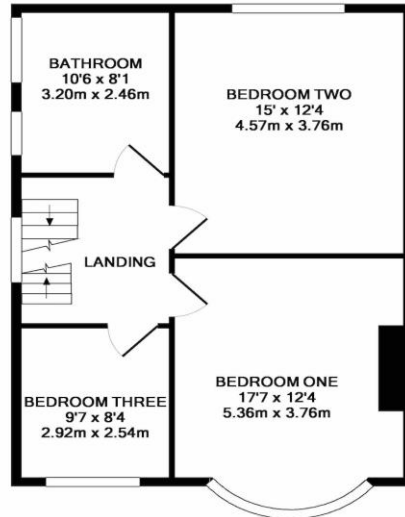 BATHROOM
10'6 x 8'1
3.20m x 2.46m
BEDROOM TWO
15' x 12'4
4.57m x 3.76m
LANDING
BEDROOM THREE
9'7 x 8'4
2.92m x 2.54m
BEDROOM ONE
17'7 x 12'4
5.36m x 3.76m